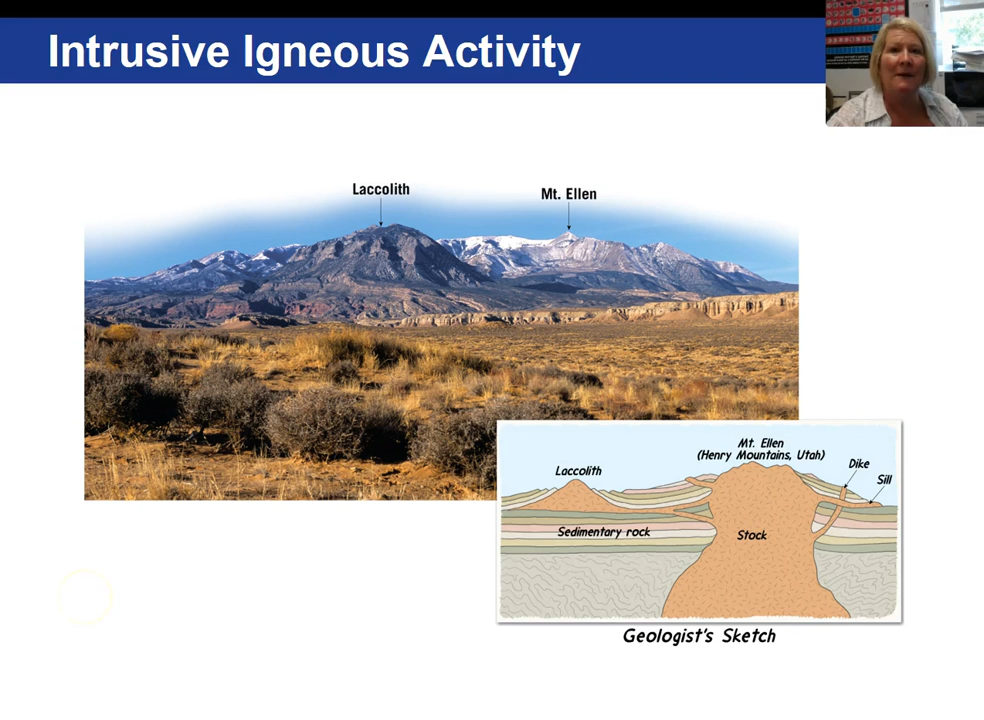 Intrusive Igneous Activity
Laccolith
Mt. Ellen
Mt. Ellen
(Henry Mountains, Utah)
Laccolith
Dike
Sill
Sedimentary rock
Stock
Geologist's Sketch